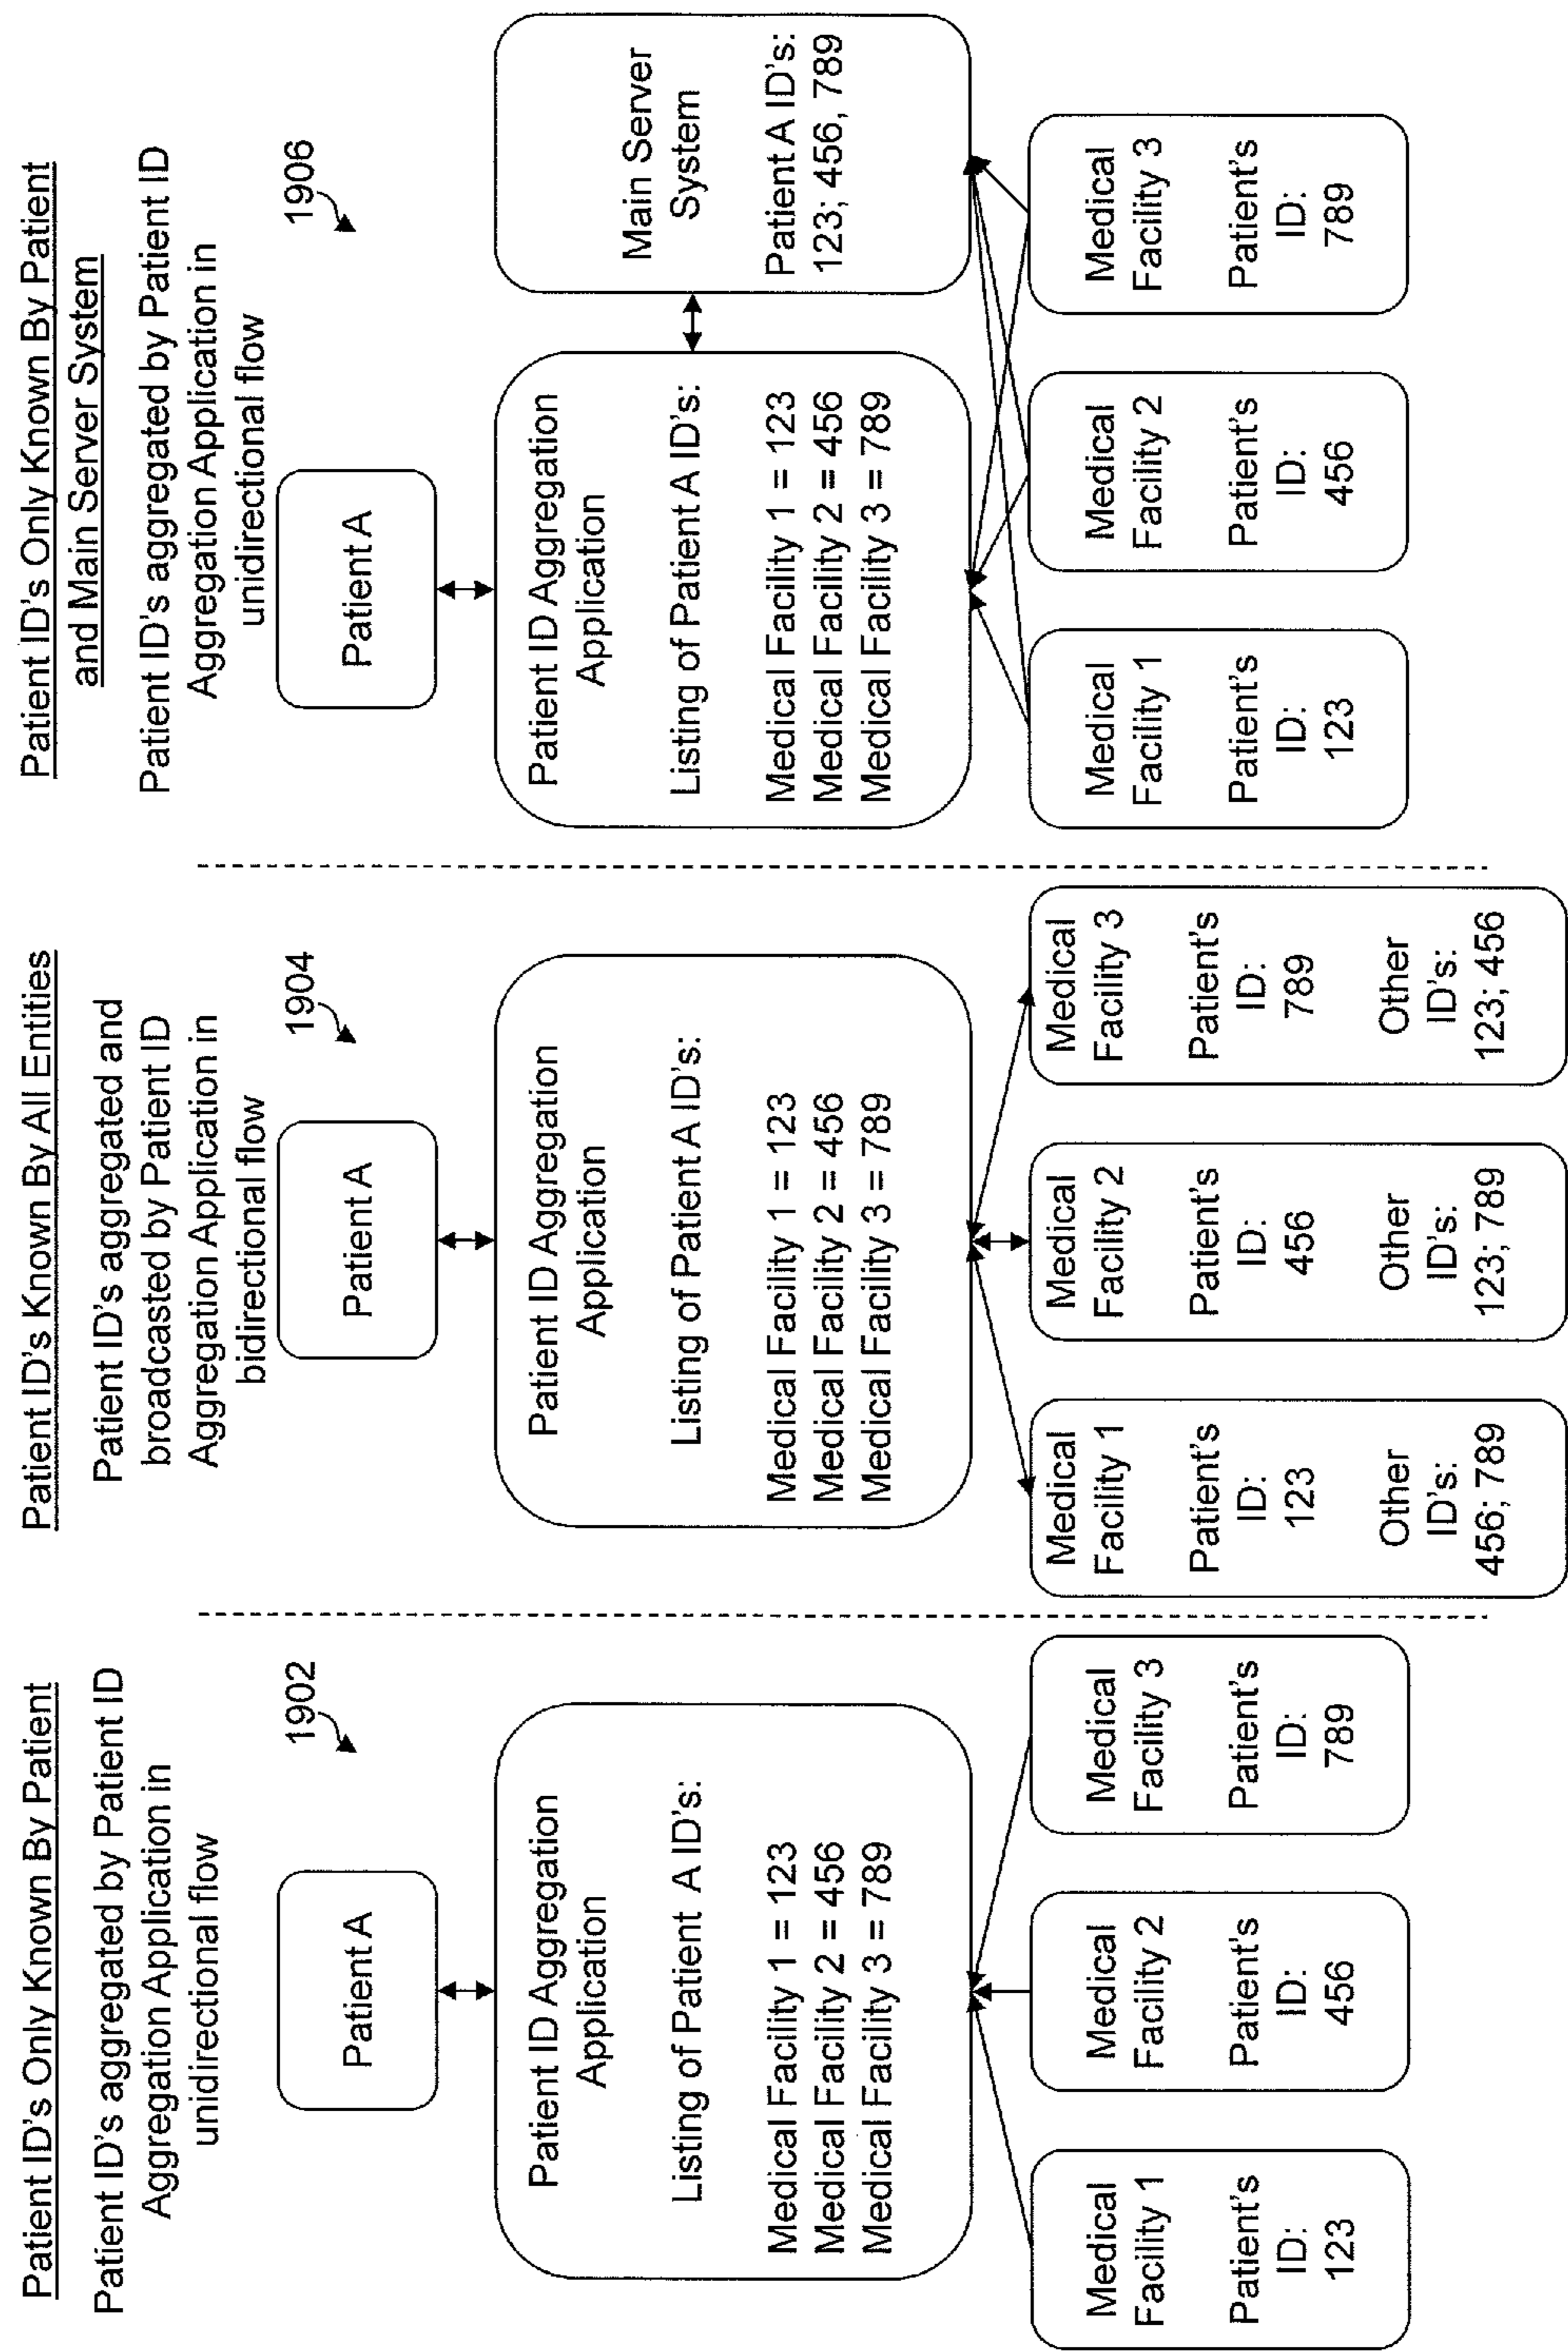 Patient ID's Only Known By Patient
Patient ID's aggregated by Patient ID
Aggregation Application in
unidirectional flow
1902
Patient A
Patient ID Aggregation
Application
Listing of Patient A ID's:
Medical Facility 1 = 123
Medical Facility 2 = 456
Medical Facility 3 = 789
Medical
Facility 1
Patient's
ID:
123
Medical
Facility 2
Patient's
ID:
456
Medical
Facility 3
Patient's
ID:
789
Patient ID's Known By All Entities
Patient ID's aggregated and
broadcasted by Patient ID
Aggregation Application in
bidirectional flow
1904
Patient A
Patient ID Aggregation
Application
Listing of Patient A ID's:
Medical Facility 1 = 123
Medical Facility 2 = 456
Medical Facility 3 = 789
Medical
Facility 1
Patient's
ID:
123
Other
ID's:
456; 789
Medical
Facility 2
Patient's
ID:
456
Other
ID's:
123; 789
Medical
Facility 3
Patient's
ID:
789
Other
ID's:
123; 456
Patient ID's Only Known By Patient
and Main Server System
Patient ID's aggregated by Patient ID
Aggregation Application in
unidirectional flow
1906
Patient A
Patient ID Aggregation
Application
Listing of Patient A ID's:
Medical Facility 1 = 123
Medical Facility 2 = 456
Medical Facility 3 = 789
Main Server
System
Patient A ID's:
123; 456, 789
Medical
Facility 1
Patient's
ID:
123
Medical
Facility 2
Patient's
ID:
456
Medical
Facility 3
Patient's
ID:
789